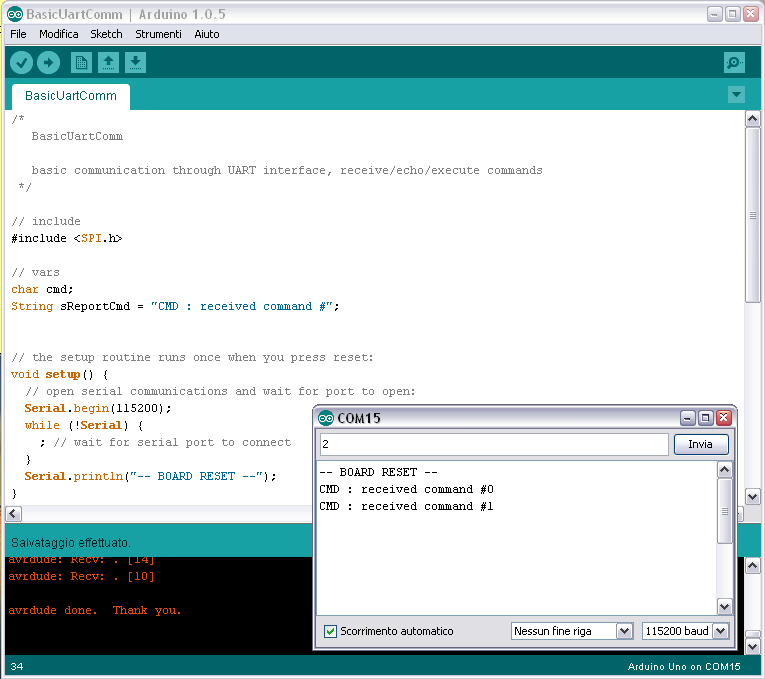 BasicUartComm | Arduino 1.0.5
File Modifica Sketch Strumenti Aiuto
BasicUartComm
/*
BasicUartComm
basic communication through UART interface, receive/echo/execute commands
*/
// include
#include <SPI.h>
// vars
char cmd;
String sReportCmd = "CMD : received command #";
// the setup routine runs once when you press reset:
void setup() {
// open serial communications and wait for port to open:
Serial.begin(115200);
while (!Serial) {
; // wait for serial port to connect
}
Serial.println("-- BOARD RESET --");
}
COM15
2 Invia
-- BOARD RESET --
CMD : received command #0
CMD : received command #1
Scorrimento automatico Nessun fine riga 115200 baud
Salvataggio effettuato.
avrdude: Recv: . [14]
avrdude: Recv: . [10]
avrdude done.  Thank you.
34 Arduino Uno on COM15